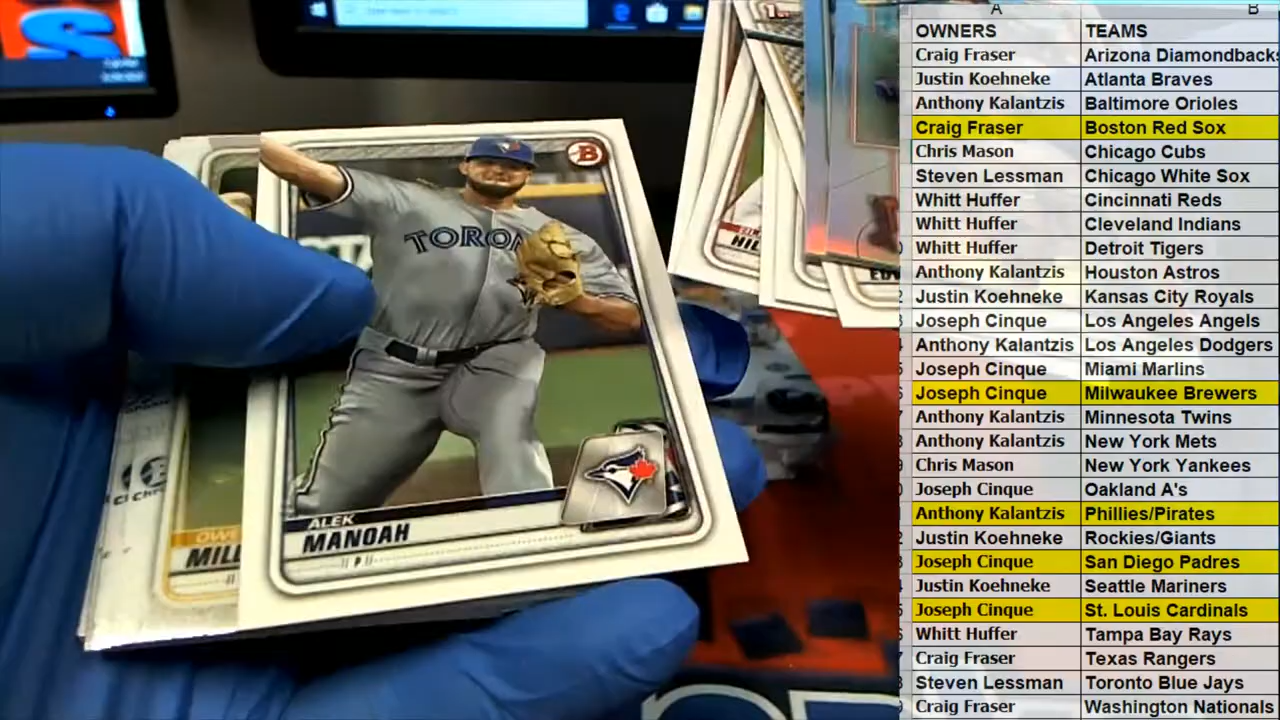 S
B
TORON
ALEK
MANOAH
P
OWE
MILL
HIL
1st
A B
OWNERS TEAMS
Craig Fraser Arizona Diamondbacks
Justin Koehneke Atlanta Braves
Anthony Kalantzis Baltimore Orioles
Craig Fraser Boston Red Sox
Chris Mason Chicago Cubs
Steven Lessman Chicago White Sox
Whitt Huffer Cincinnati Reds
Whitt Huffer Cleveland Indians
Whitt Huffer Detroit Tigers
Anthony Kalantzis Houston Astros
Justin Koehneke Kansas City Royals
Joseph Cinque Los Angeles Angels
Anthony Kalantzis Los Angeles Dodgers
Joseph Cinque Miami Marlins
Joseph Cinque Milwaukee Brewers
Anthony Kalantzis Minnesota Twins
Anthony Kalantzis New York Mets
Chris Mason New York Yankees
Joseph Cinque Oakland A's
Anthony Kalantzis Phillies/Pirates
Justin Koehneke Rockies/Giants
Joseph Cinque San Diego Padres
Justin Koehneke Seattle Mariners
Joseph Cinque St. Louis Cardinals
Whitt Huffer Tampa Bay Rays
Craig Fraser Texas Rangers
Steven Lessman Toronto Blue Jays
Craig Fraser Washington Nationals